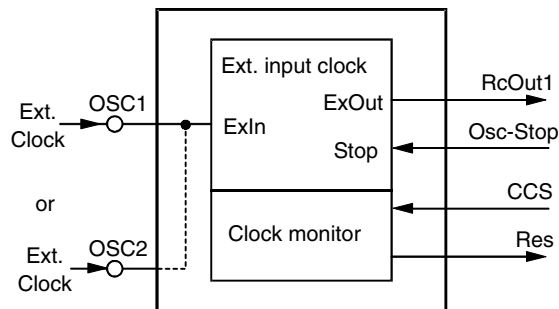 Ext. input clock
RcOut1
ExOut
OSC1
Ext.
Clock
ExIn
Osc-Stop
Stop
or
CCS
Clock monitor
Res
OSC2
Ext.
Clock